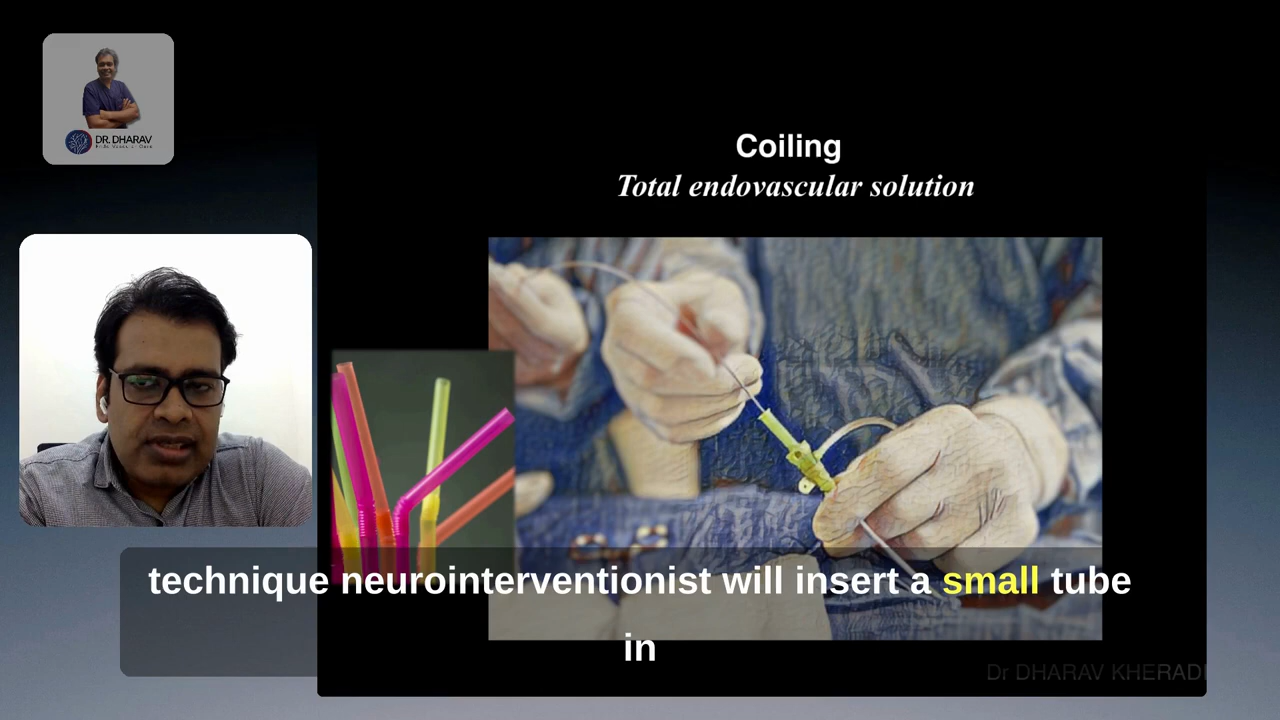 DR. DHARAV
Coiling
Total endovascular solution
technique neurointerventionist will insert a small tube
in
Dr DHARAV KHERADI